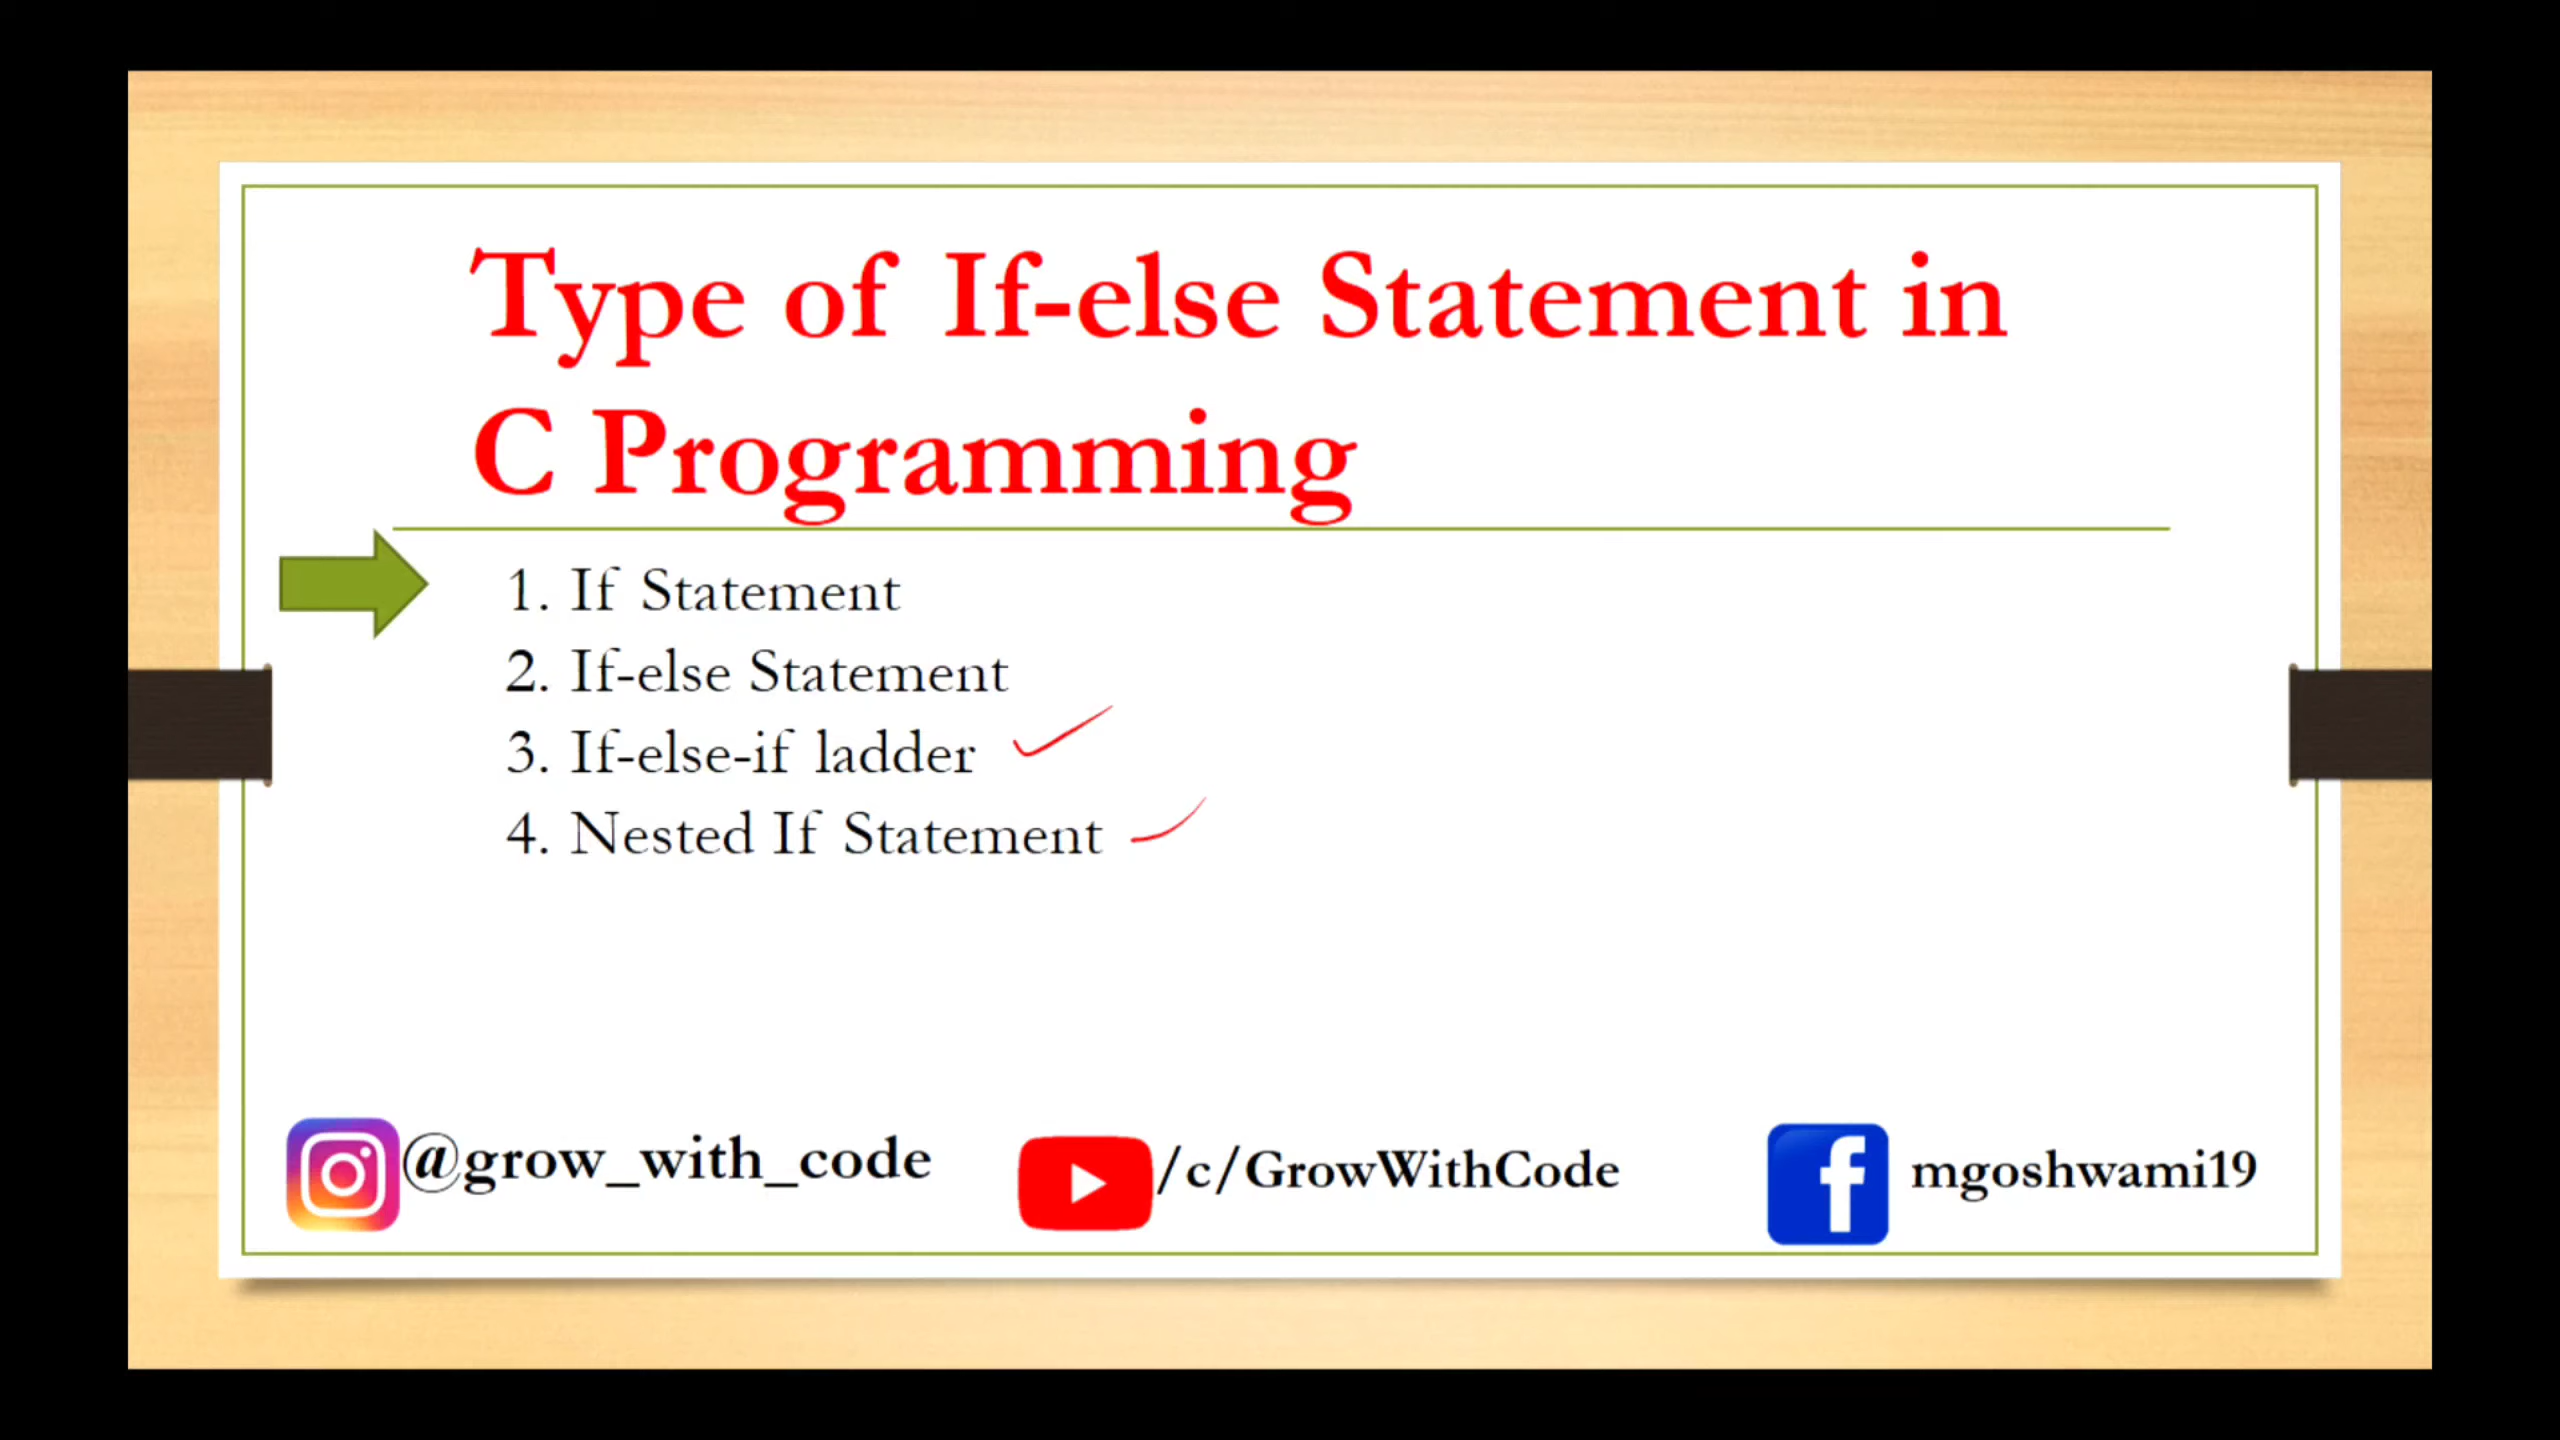 Type of If-else Statement in
C Programming
1. If Statement
2. If-else Statement
3. If-else-if ladder
4. Nested If Statement
@grow_with_code
/c/GrowWithCode
mgoshwami19